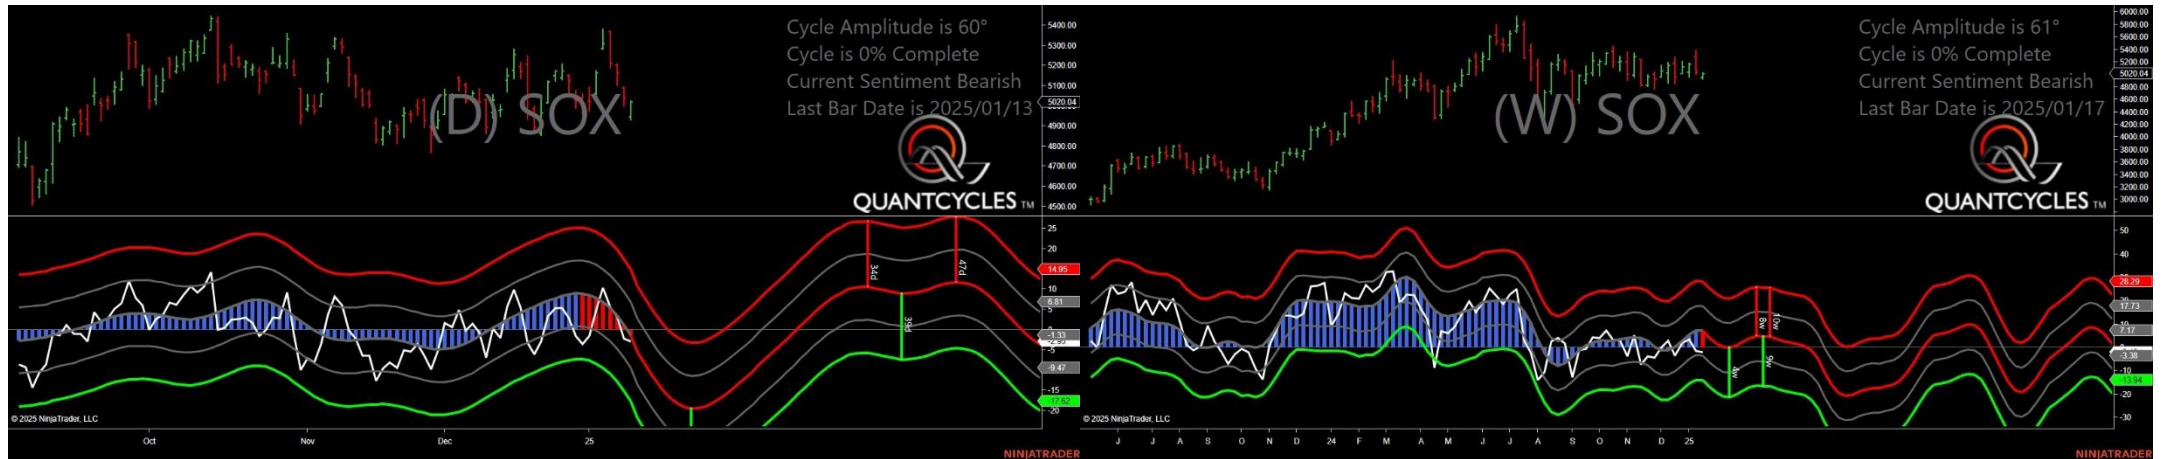 Cycle Amplitude is 60°
Cycle is 0% Complete
Current Sentiment Bearish
Last Bar Date is 2025/01/13
(D) SOX
QUANTCYCLES TM
5400.00
5300.00
5200.00
5100.00
5020.04
4900.00
4800.00
4700.00
4600.00
4500.00
25
20
14.95
10
6.81
5
0
-1.33
-2.95
-5
-9.47
-15
-17.62
-20
34d
39d
47d
© 2025 NinjaTrader, LLC
Oct
Nov
Dec
25
NINJATRADER
Cycle Amplitude is 61°
Cycle is 0% Complete
Current Sentiment Bearish
Last Bar Date is 2025/01/17
(W) SOX
QUANTCYCLES TM
6000.00
5800.00
5600.00
5400.00
5200.00
5020.04
4800.00
4600.00
4400.00
4200.00
4000.00
3800.00
3600.00
3400.00
3200.00
3000.00
50
40
28.29
17.73
7.17
-3.38
-10
-13.94
-20
-30
4w
8w
9w
10w
© 2025 NinjaTrader, LLC
J
J
A
S
O
N
D
24
F
M
A
M
J
J
A
S
O
N
D
25
NINJATRADER